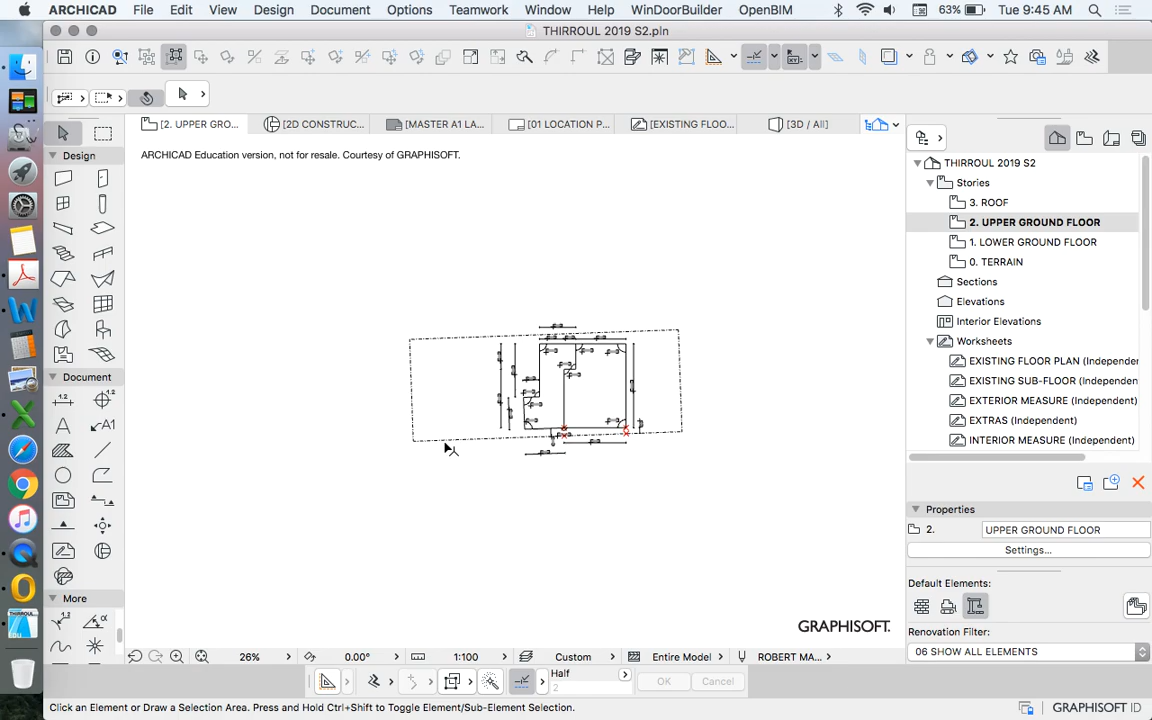 ARCHICAD File Edit View Design Document Options Teamwork Window Help WinDoorBuilder OpenBIM 63% Tue 9:45 AM
THIRROUL 2019 S2.pln
[2. UPPER GRO... [2D CONSTRUC... [MASTER A1 LA... [01 LOCATION P... [EXISTING FLOO... [3D / All]
ARCHICAD Education version, not for resale. Courtesy of GRAPHISOFT.
Design
Document
More
THIRROUL 2019 S2
Stories
3. ROOF
2. UPPER GROUND FLOOR
1. LOWER GROUND FLOOR
0. TERRAIN
Sections
Elevations
Interior Elevations
Worksheets
EXISTING FLOOR PLAN (Independer
EXISTING SUB-FLOOR (Independer
EXTERIOR MEASURE (Independent
EXTRAS (Independent)
INTERIOR MEASURE (Independent
Properties
2. UPPER GROUND FLOOR
Settings...
Default Elements:
Renovation Filter:
06 SHOW ALL ELEMENTS
GRAPHISOFT.
26% 0.00° 1:100 Custom Entire Model ROBERT MA...
Half
2
OK Cancel
Click an Element or Draw a Selection Area. Press and Hold Ctrl+Shift to Toggle Element/Sub-Element Selection.
GRAPHISOFT ID